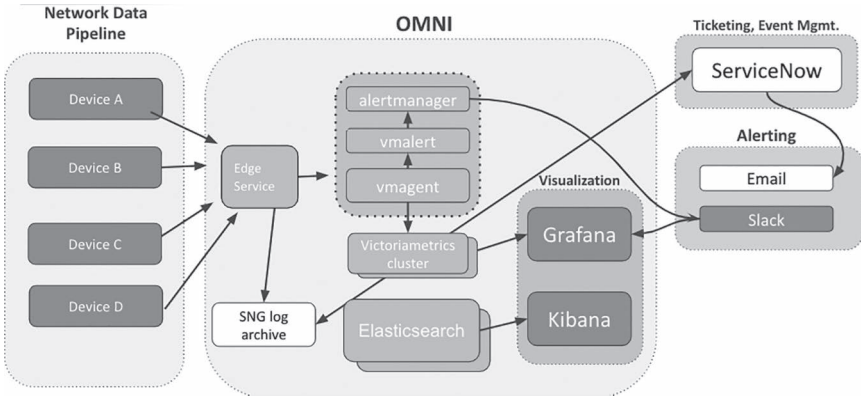 Network Data
Pipeline
Device A
Device B
Device C
Device D
OMNI
Edge
Service
SNG log
archive
alertmanager
vmalert
vmagent
Victoriametrics
cluster
Elasticsearch
Visualization
Grafana
Kibana
Ticketing, Event Mgmt.
ServiceNow
Alerting
Email
Slack